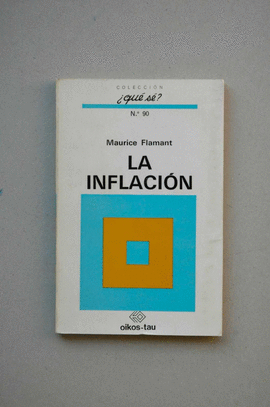 COLECCIÓN
¿qué sé?
N.º 90
Maurice Flamant
LA
INFLACIÓN
oikos-tau